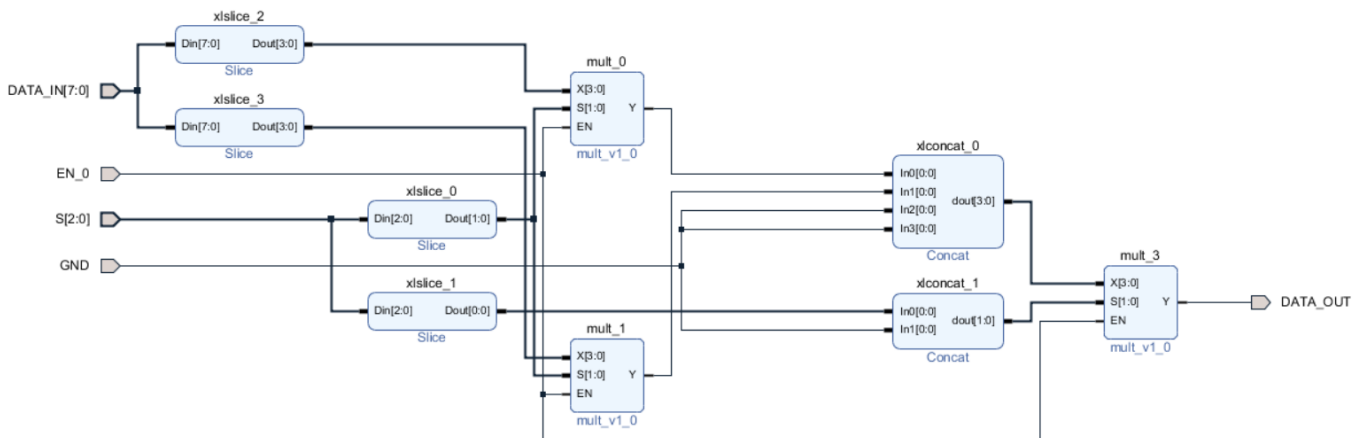 xlslice_2
Din[7:0] Dout[3:0]
Slice
DATA_IN[7:0]
xlslice_3
Din[7:0] Dout[3:0]
Slice
mult_0
X[3:0]
S[1:0] Y
EN
mult_v1_0
EN_0
xlslice_0
S[2:0]
Din[2:0] Dout[1:0]
Slice
GND
xlslice_1
Din[2:0] Dout[0:0]
Slice
mult_1
X[3:0]
S[1:0] Y
EN
mult_v1_0
xlconcat_0
In0[0:0]
In1[0:0]
dout[3:0]
In2[0:0]
In3[0:0]
Concat
xlconcat_1
In0[0:0]
dout[1:0]
In1[0:0]
Concat
mult_3
X[3:0]
S[1:0] Y
EN
mult_v1_0
DATA_OUT